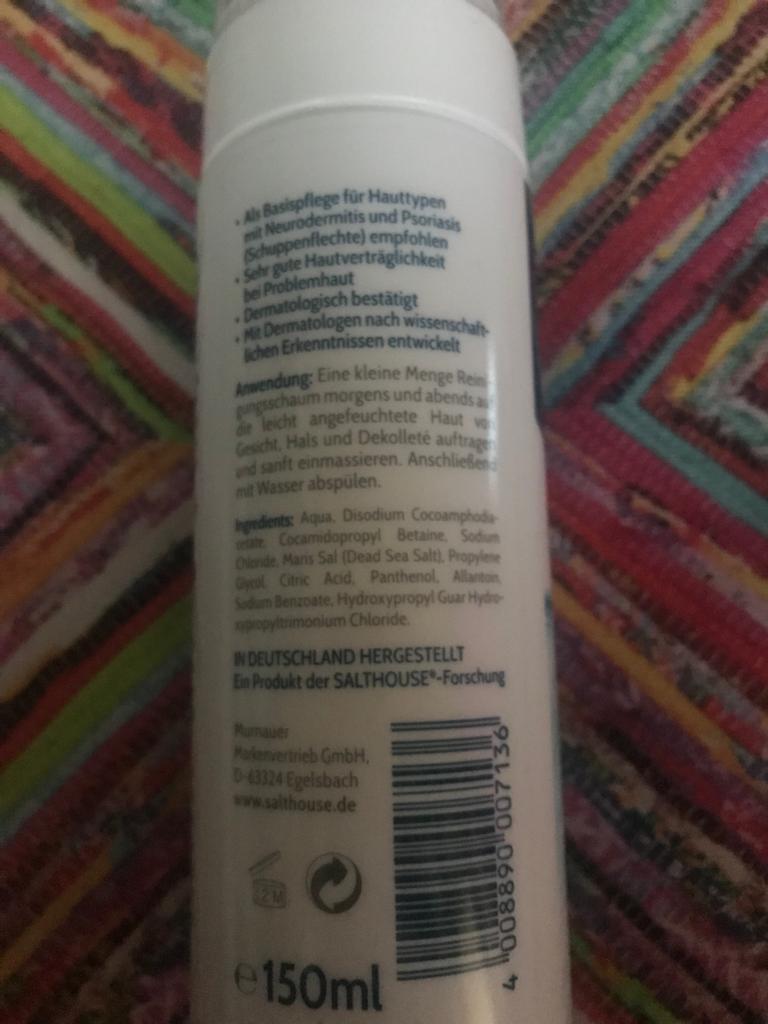 • Als Basispflege für Hauttypen
mit Neurodermitis und Psoriasis
(Schuppenflechte) empfohlen
• Sehr gute Hautverträglichkeit
bei Problemhaut
• Dermatologisch bestätigt
• Mit Dermatologen nach wissenschaft-
lichen Erkenntnissen entwickelt
Anwendung: Eine kleine Menge Reini-
gungsschaum morgens und abends auf
die leicht angefeuchtete Haut von
Gesicht, Hals und Dekolleté auftragen
und sanft einmassieren. Anschließend
mit Wasser abspülen.
Ingredients: Aqua, Disodium Cocoamphodia-
cetate, Cocamidopropyl Betaine, Sodium
Chloride, Maris Sal (Dead Sea Salt), Propylene
Glycol, Citric Acid, Panthenol, Allantoin,
Sodium Benzoate, Hydroxypropyl Guar Hydro-
xypropyltrimonium Chloride.
IN DEUTSCHLAND HERGESTELLT
Ein Produkt der SALTHOUSE®-Forschung
Murnauer
Markenvertrieb GmbH,
D-63324 Egelsbach
www.salthouse.de
4 008890 007136
℮ 150ml